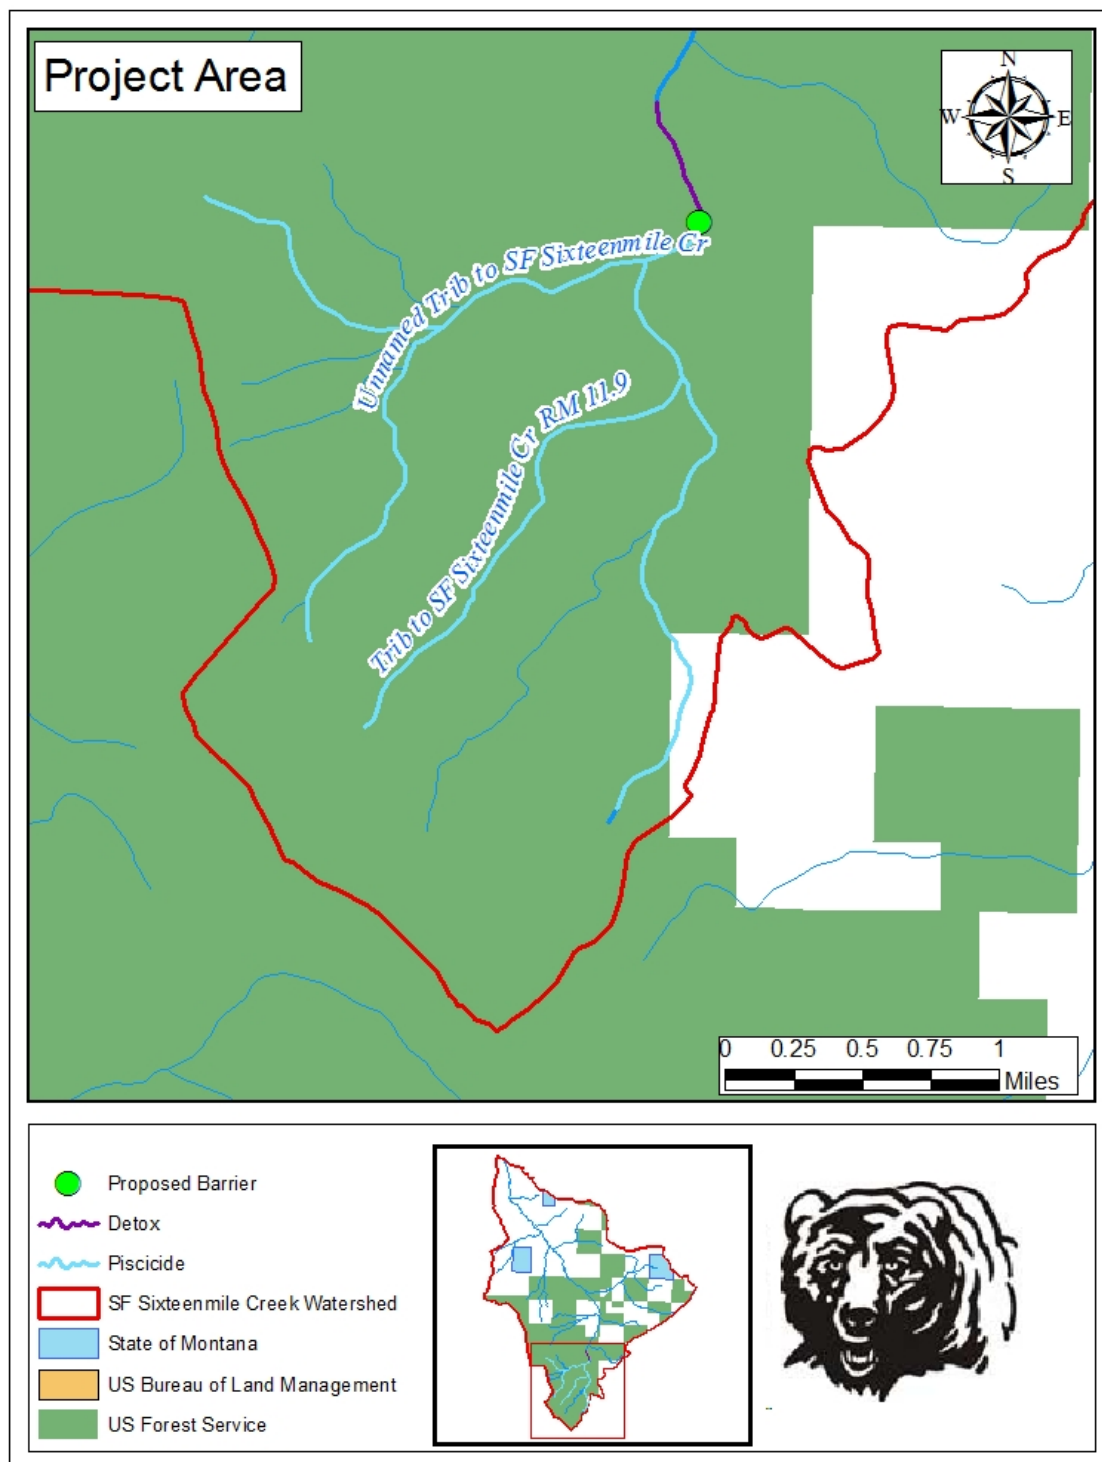 Project Area
N
W E
S
Unnamed Trib to SF Sixteenmile Cr
Trib to SF Sixteenmile Cr RM 11.9
0 0.25 0.5 0.75 1
Miles
Proposed Barrier
Detox
Piscicide
SF Sixteenmile Creek Watershed
State of Montana
US Bureau of Land Management
US Forest Service